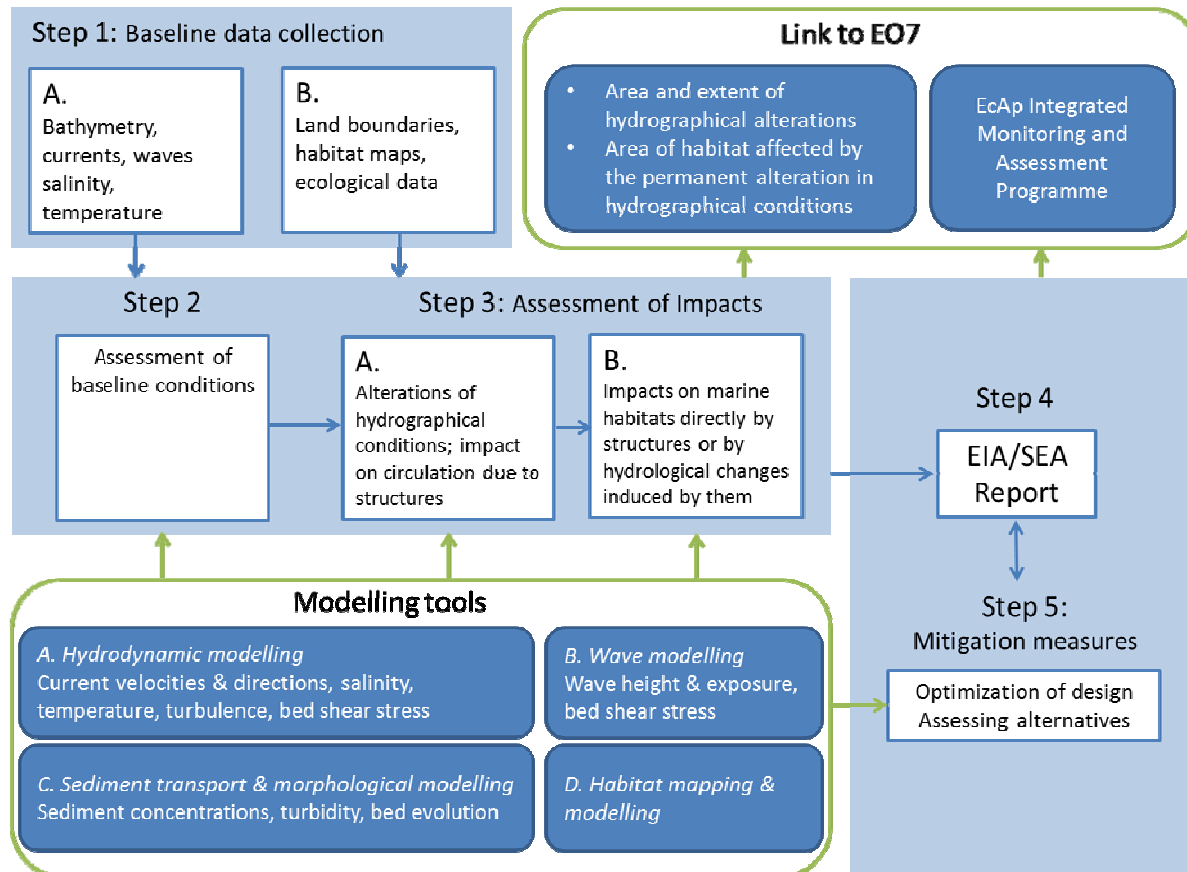 Step 1: Baseline data collection
A.
Bathymetry,
currents, waves
salinity,
temperature
B.
Land boundaries,
habitat maps,
ecological data
Link to EO7
• Area and extent of
hydrographical alterations
• Area of habitat affected by
the permanent alteration in
hydrographical conditions
EcAp Integrated
Monitoring and
Assessment
Programme
Step 2
Assessment of
baseline conditions
Step 3: Assessment of Impacts
A.
Alterations of
hydrographical
conditions; impact
on circulation due to
structures
B.
Impacts on marine
habitats directly by
structures or by
hydrological changes
induced by them
Step 4
EIA/SEA
Report
Step 5:
Mitigation measures
Optimization of design
Assessing alternatives
Modelling tools
A. Hydrodynamic modelling
Current velocities & directions, salinity,
temperature, turbulence, bed shear stress
B. Wave modelling
Wave height & exposure,
bed shear stress
C. Sediment transport & morphological modelling
Sediment concentrations, turbidity, bed evolution
D. Habitat mapping &
modelling